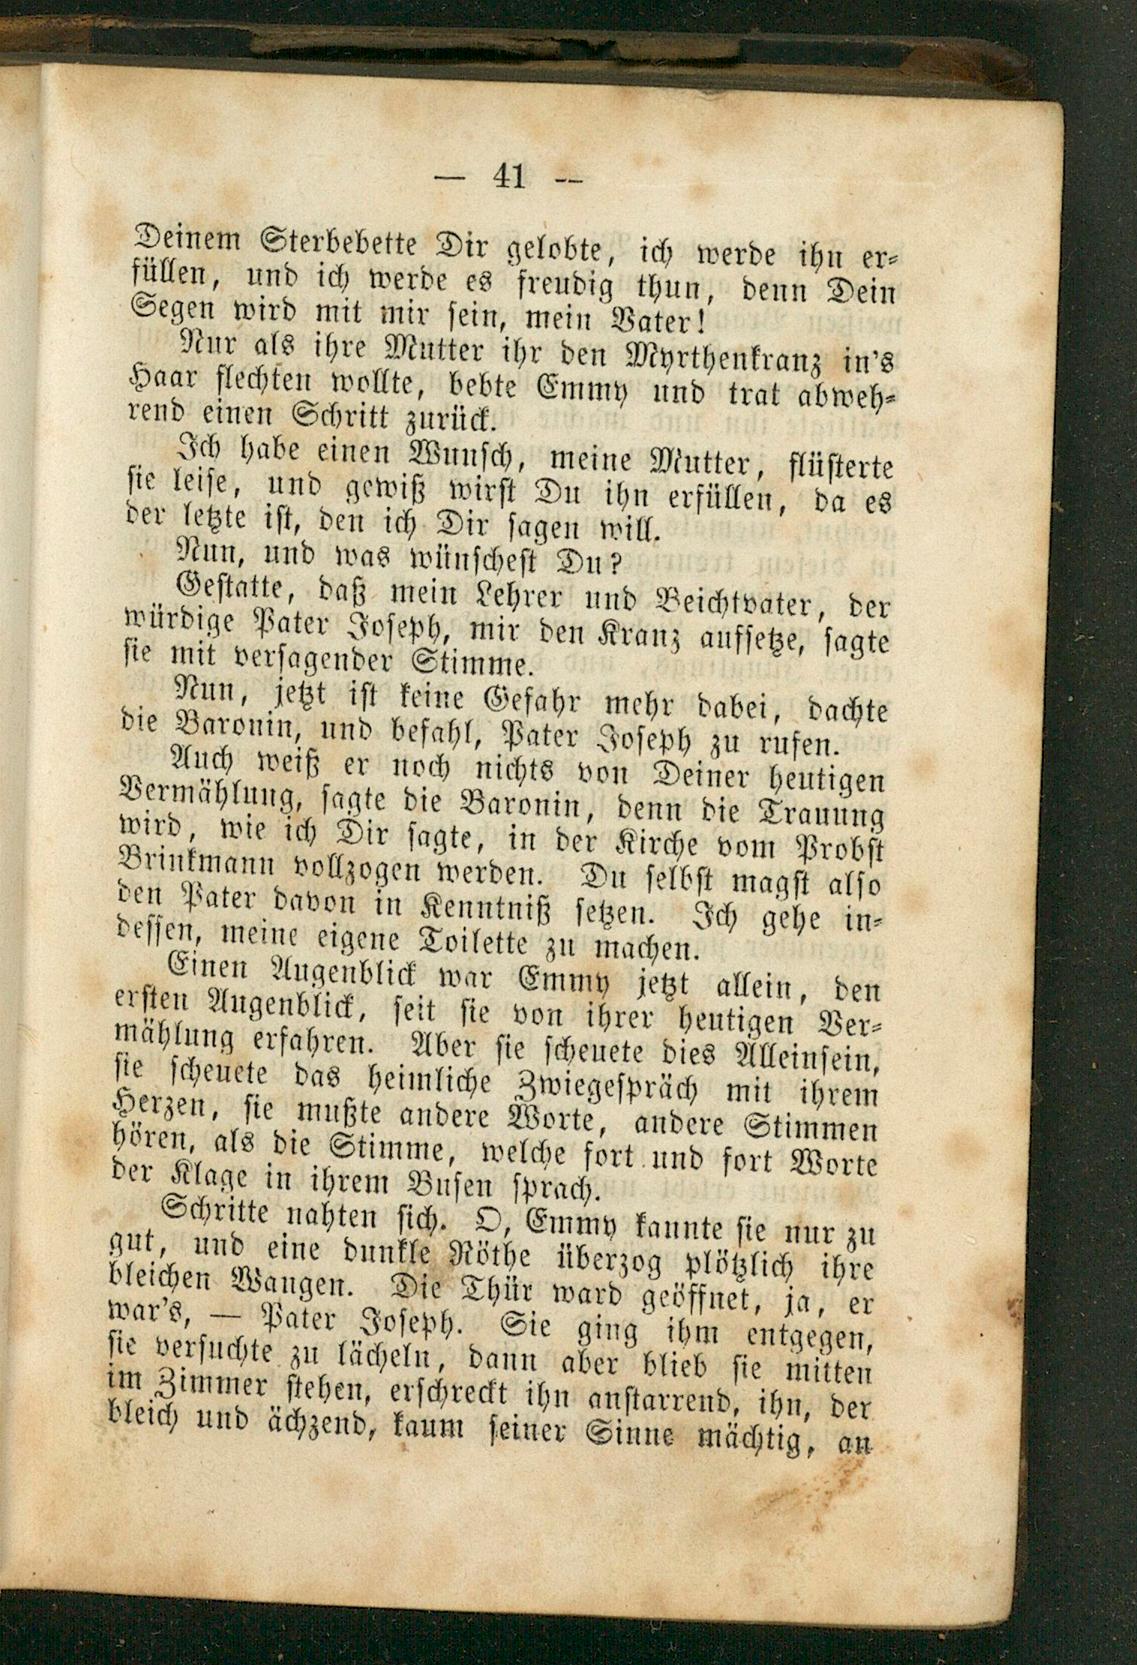 — 41 —
Deinem Sterbebette Dir gelobte, ich werde ihn er-
füllen, und ich werde es freudig thun, denn Dein
Segen wird mit mir sein, mein Vater!
Nur als ihre Mutter ihr den Myrthenkranz in's
Haar flechten wollte, bebte Emmy und trat abweh-
rend einen Schritt zurück.
Ich habe einen Wunsch, meine Mutter, flüsterte
sie leise, und gewiß wirst Du ihn erfüllen, da es
der letzte ist, den ich Dir sagen will.
Nun, und was wünschest Du?
Gestatte, daß mein Lehrer und Beichtvater, der
würdige Pater Joseph, mir den Kranz aufsetze, sagte
sie mit versagender Stimme.
Nun, jetzt ist keine Gefahr mehr dabei, dachte
die Baronin, und befahl, Pater Joseph zu rufen.
Auch weiß er noch nichts von Deiner heutigen
Vermählung, sagte die Baronin, denn die Trauung
wird, wie ich Dir sagte, in der Kirche vom Probst
Brinkmann vollzogen werden. Du selbst magst also
den Pater davon in Kenntniß setzen. Ich gehe in-
dessen, meine eigene Toilette zu machen.
Einen Augenblick war Emmy jetzt allein, den
ersten Augenblick, seit sie von ihrer heutigen Ver-
mählung erfahren. Aber sie scheuete dies Alleinsein,
sie scheuete das heimliche Zwiegespräch mit ihrem
Herzen, sie mußte andere Worte, andere Stimmen
hören, als die Stimme, welche fort und fort Worte
der Klage in ihrem Busen sprach.
Schritte nahten sich. O, Emmy kannte sie nur zu
gut, und eine dunkle Röthe überzog plötzlich ihre
bleichen Wangen. Die Thür ward geöffnet, ja, er
war's, — Pater Joseph. Sie ging ihm entgegen,
sie versuchte zu lächeln, dann aber blieb sie mitten
im Zimmer stehen, erschreckt ihn anstarrend, ihn, der
bleich und ächzend, kaum seiner Sinne mächtig, an